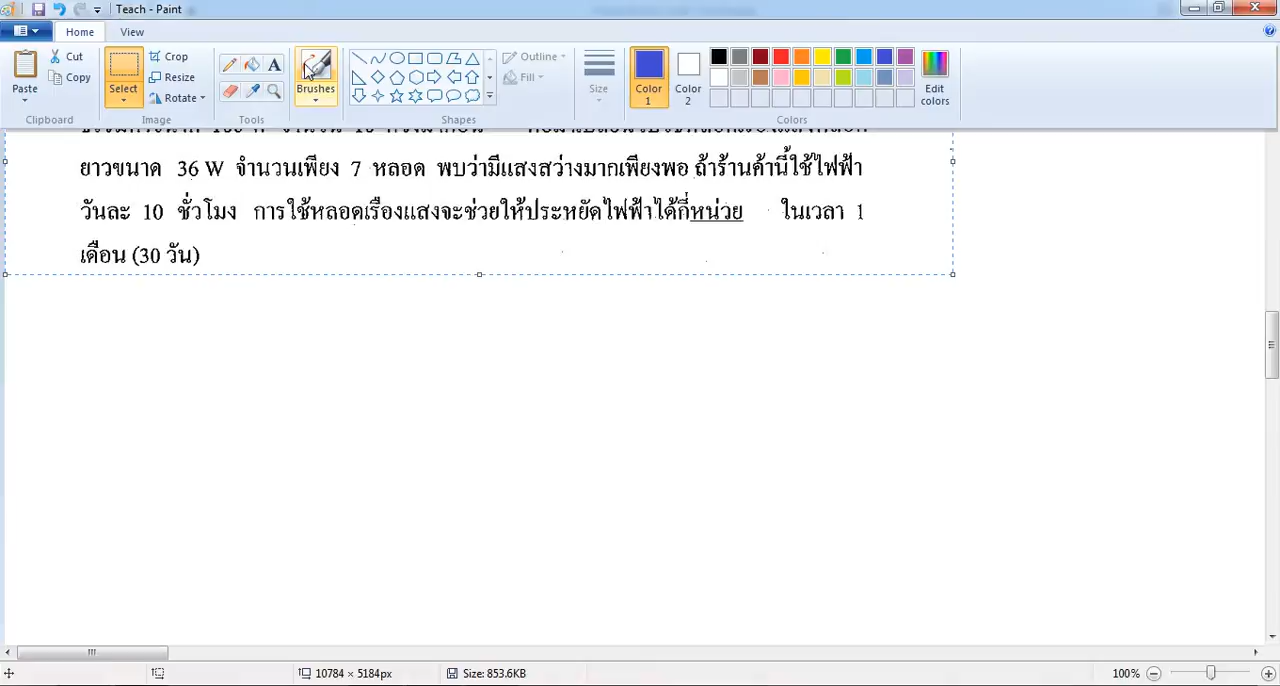 Teach - Paint
Home View
Paste
Cut
Copy
Clipboard
Select
Crop
Resize
Rotate
Image
A
Tools
Brushes
Shapes
Outline
Fill
Size
Color 1
Color 2
Edit colors
Colors
ยาวขนาด 36 W จำนวนเพียง 7 หลอด พบว่ามีแสงสว่างมากเพียงพอ ถ้าร้านค้านี้ใช้ไฟฟ้า
วันละ 10 ชั่วโมง การใช้หลอดเรืองแสงจะช่วยให้ประหยัดไฟฟ้าได้กี่หน่วย ในเวลา 1
เดือน (30 วัน)
10784 × 5184px
Size: 853.6KB
100%